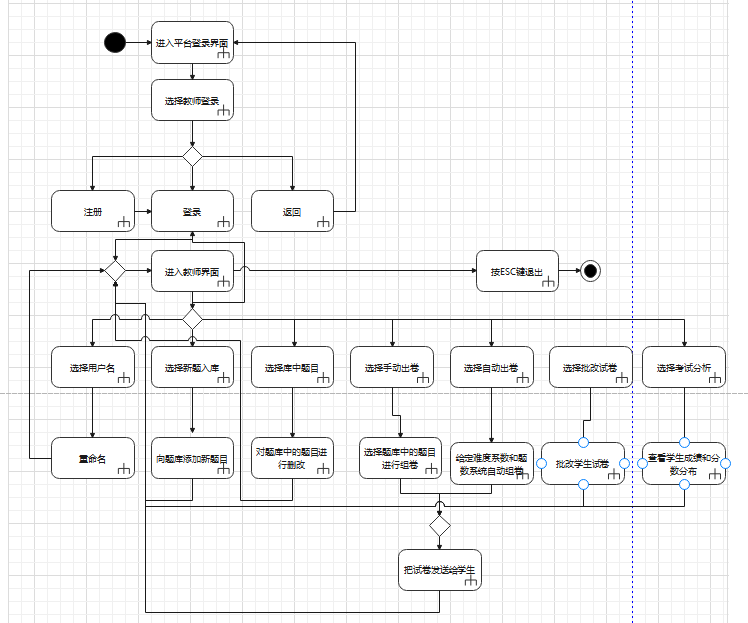 进入平台登录界面
选择教师登录
注册
登录
返回
进入教师界面
按ESC键退出
选择用户名
选择新题入库
选择库中题目
选择手动出卷
选择自动出卷
选择批改试卷
选择考试分析
重命名
向题库添加新题目
对题库中的题目进
行删改
选择题库中的题目
进行组卷
给定难度系数和题
数系统自动组卷
批改学生试卷
查看学生成绩和分
数分布
把试卷发送给学生